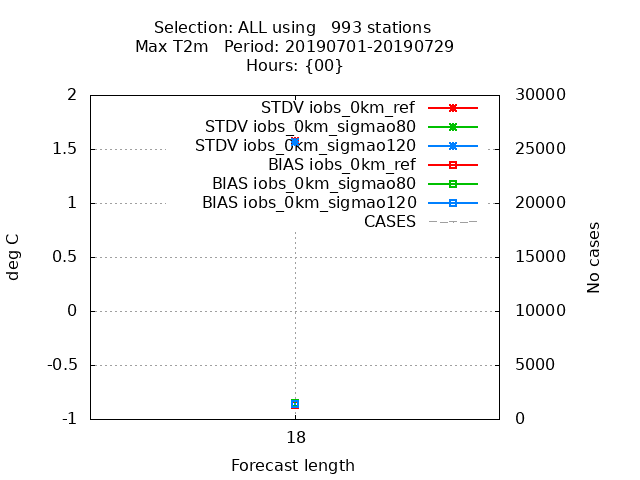 Selection: ALL using   993 stations
Max T2m   Period: 20190701-20190729
Hours: {00}
2
1.5
1
0.5
0
-0.5
-1
deg C
STDV iobs_0km_ref
STDV iobs_0km_sigmao80
STDV iobs_0km_sigmao120
BIAS iobs_0km_ref
BIAS iobs_0km_sigmao80
BIAS iobs_0km_sigmao120
CASES
30000
25000
20000
15000
10000
5000
0
No cases
18
Forecast length